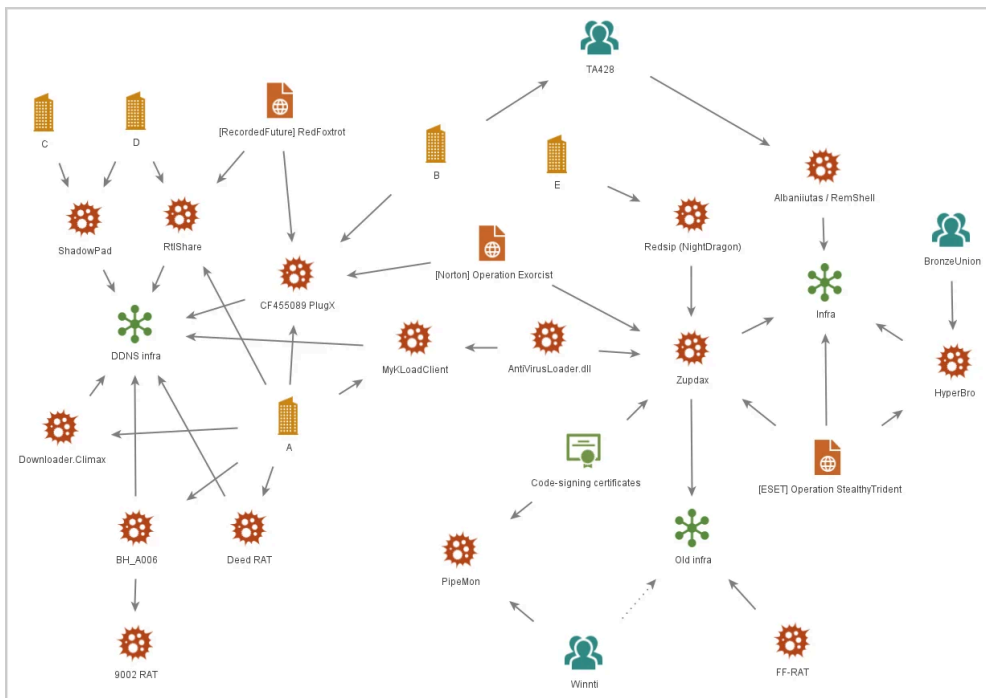 TA428
C
D
[RecordedFuture] RedFoxtrot
B
E
Albaniiutas / RemShell
ShadowPad
RtlShare
Redsip (NightDragon)
BronzeUnion
[Norton] Operation Exorcist
CF455089 PlugX
Infra
DDNS infra
MyKLoadClient
AntiVirusLoader.dll
Zupdax
HyperBro
A
Downloader.Climax
Code-signing certificates
[ESET] Operation StealthyTrident
BH_A006
Deed RAT
Old infra
PipeMon
9002 RAT
Winnti
FF-RAT